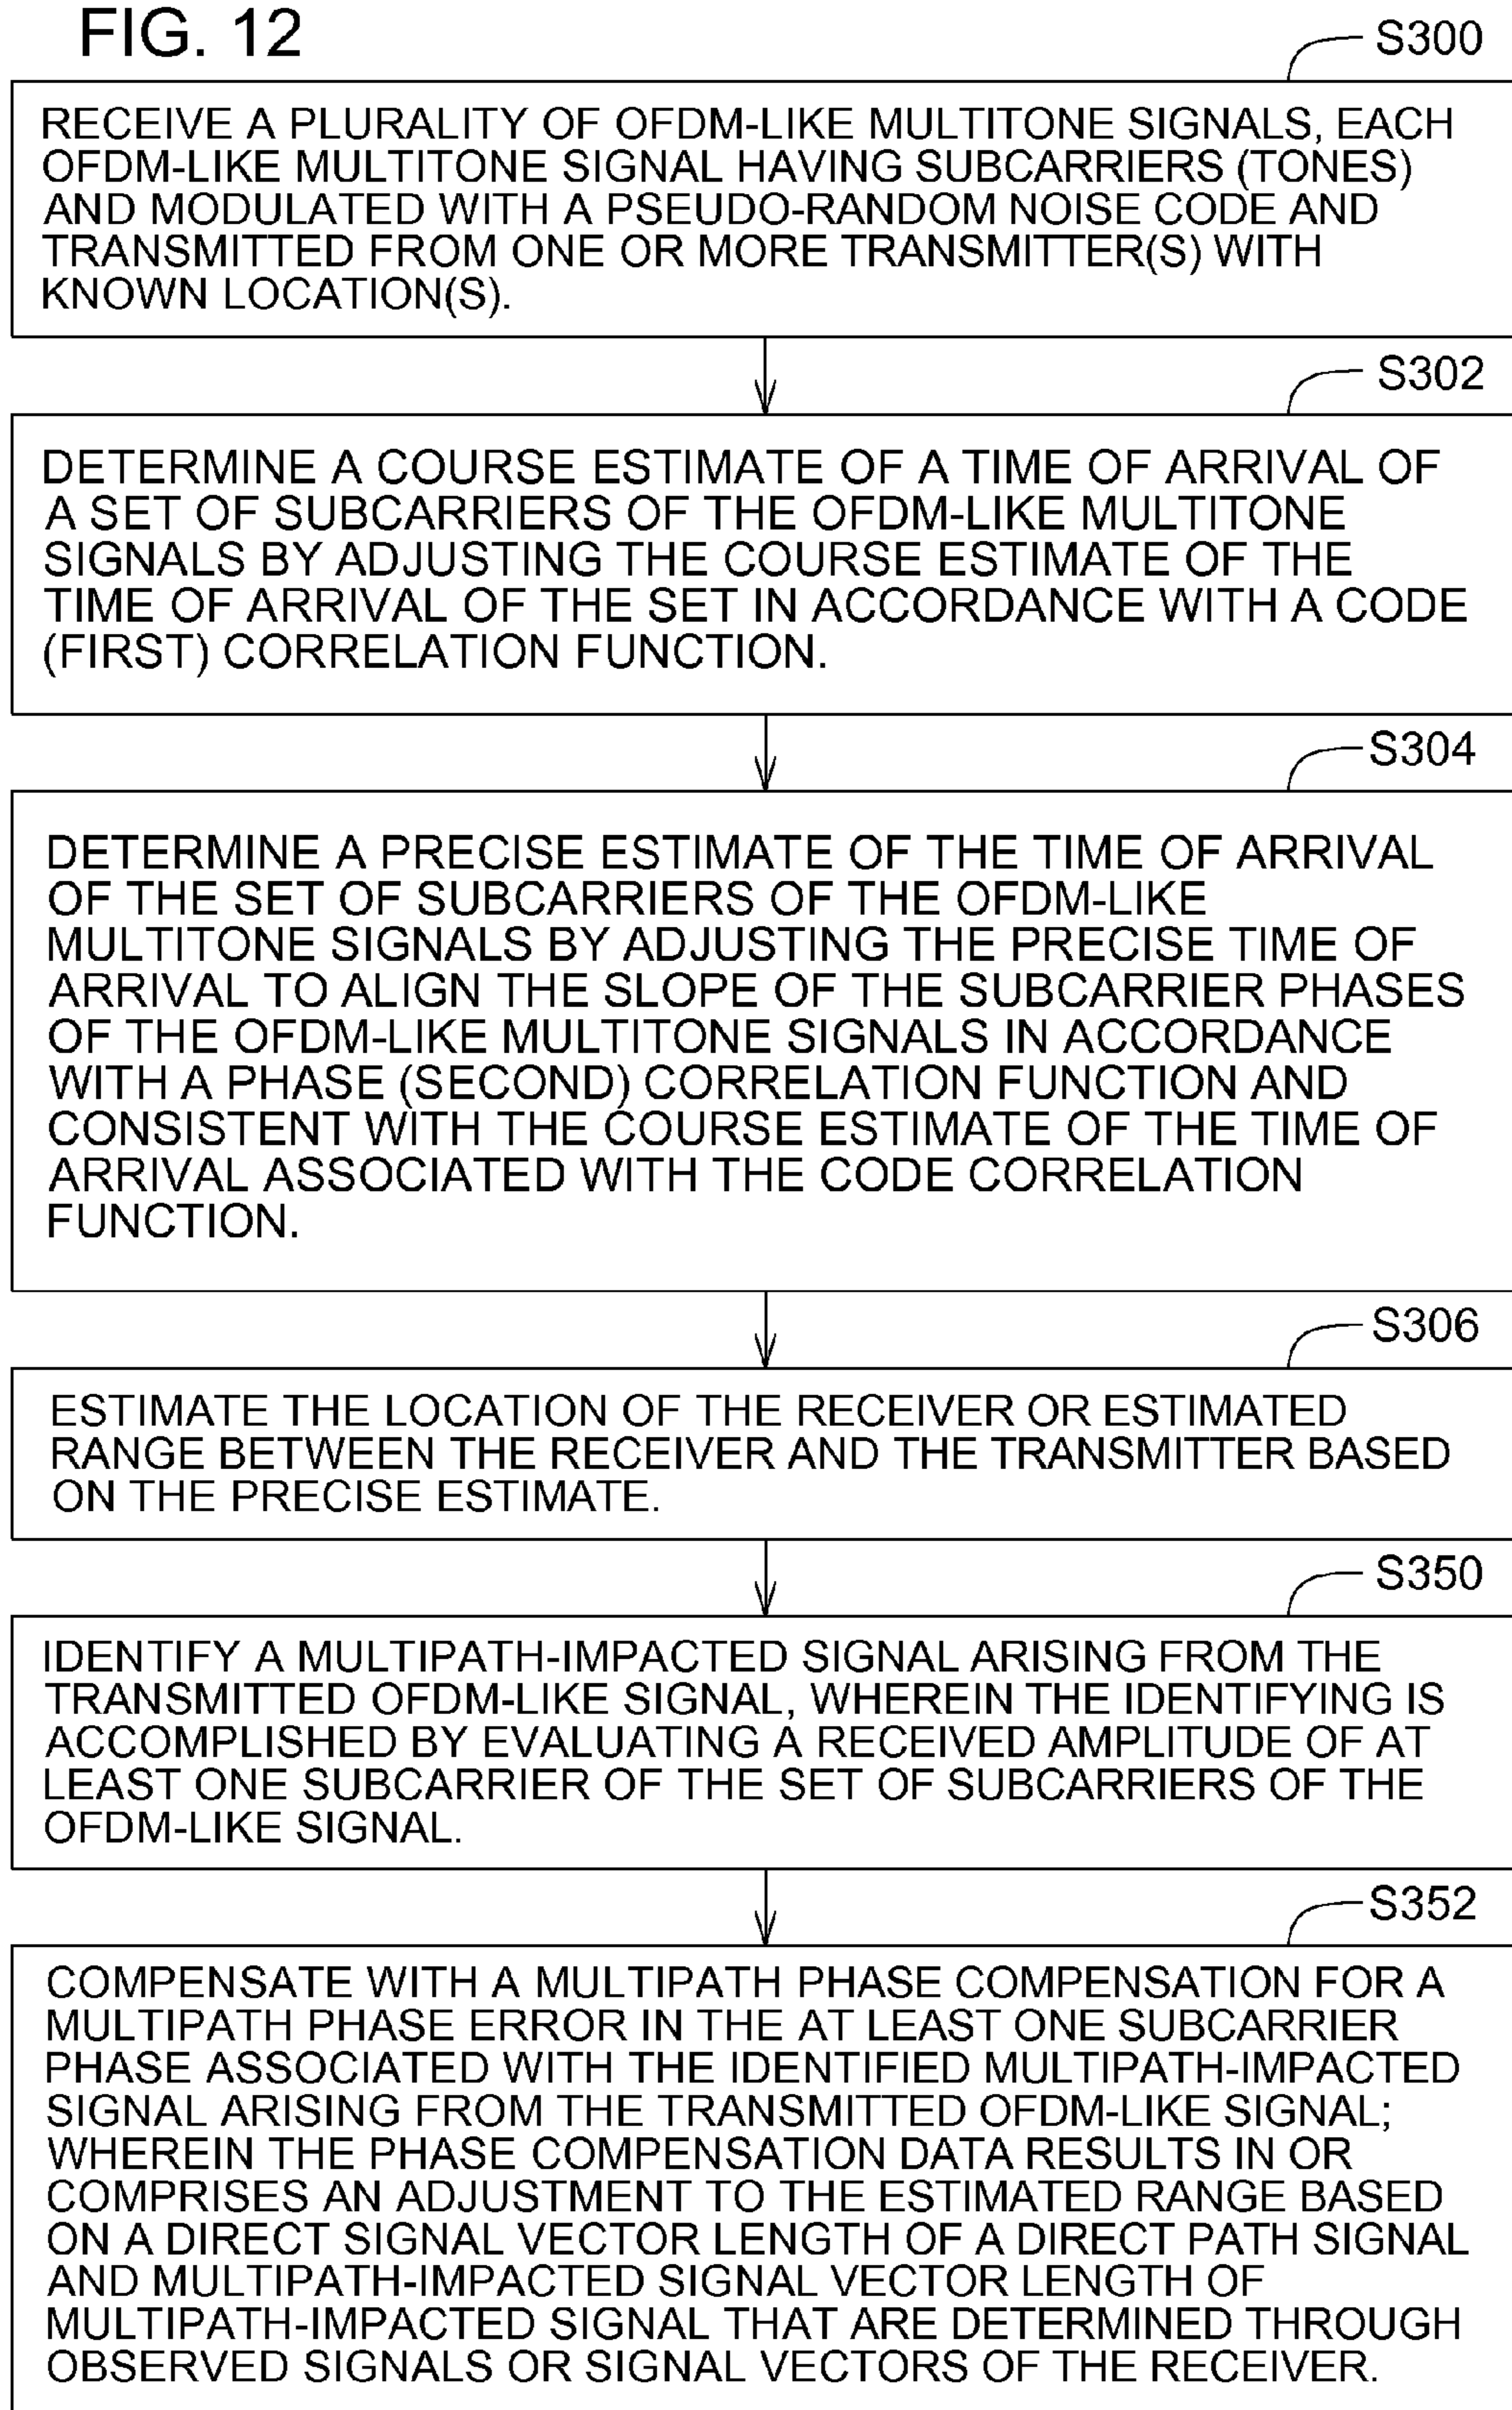 FIG. 12
S300
RECEIVE A PLURALITY OF OFDM-LIKE MULTITONE SIGNALS, EACH
OFDM-LIKE MULTITONE SIGNAL HAVING SUBCARRIERS (TONES)
AND MODULATED WITH A PSEUDO-RANDOM NOISE CODE AND
TRANSMITTED FROM ONE OR MORE TRANSMITTER(S) WITH
KNOWN LOCATION(S).
S302
DETERMINE A COURSE ESTIMATE OF A TIME OF ARRIVAL OF
A SET OF SUBCARRIERS OF THE OFDM-LIKE MULTITONE
SIGNALS BY ADJUSTING THE COURSE ESTIMATE OF THE
TIME OF ARRIVAL OF THE SET IN ACCORDANCE WITH A CODE
(FIRST) CORRELATION FUNCTION.
S304
DETERMINE A PRECISE ESTIMATE OF THE TIME OF ARRIVAL
OF THE SET OF SUBCARRIERS OF THE OFDM-LIKE
MULTITONE SIGNALS BY ADJUSTING THE PRECISE TIME OF
ARRIVAL TO ALIGN THE SLOPE OF THE SUBCARRIER PHASES
OF THE OFDM-LIKE MULTITONE SIGNALS IN ACCORDANCE
WITH A PHASE (SECOND) CORRELATION FUNCTION AND
CONSISTENT WITH THE COURSE ESTIMATE OF THE TIME OF
ARRIVAL ASSOCIATED WITH THE CODE CORRELATION
FUNCTION.
S306
ESTIMATE THE LOCATION OF THE RECEIVER OR ESTIMATED
RANGE BETWEEN THE RECEIVER AND THE TRANSMITTER BASED
ON THE PRECISE ESTIMATE.
S350
IDENTIFY A MULTIPATH-IMPACTED SIGNAL ARISING FROM THE
TRANSMITTED OFDM-LIKE SIGNAL, WHEREIN THE IDENTIFYING IS
ACCOMPLISHED BY EVALUATING A RECEIVED AMPLITUDE OF AT
LEAST ONE SUBCARRIER OF THE SET OF SUBCARRIERS OF THE
OFDM-LIKE SIGNAL.
S352
COMPENSATE WITH A MULTIPATH PHASE COMPENSATION FOR A
MULTIPATH PHASE ERROR IN THE AT LEAST ONE SUBCARRIER
PHASE ASSOCIATED WITH THE IDENTIFIED MULTIPATH-IMPACTED
SIGNAL ARISING FROM THE TRANSMITTED OFDM-LIKE SIGNAL;
WHEREIN THE PHASE COMPENSATION DATA RESULTS IN OR
COMPRISES AN ADJUSTMENT TO THE ESTIMATED RANGE BASED
ON A DIRECT SIGNAL VECTOR LENGTH OF A DIRECT PATH SIGNAL
AND MULTIPATH-IMPACTED SIGNAL VECTOR LENGTH OF
MULTIPATH-IMPACTED SIGNAL THAT ARE DETERMINED THROUGH
OBSERVED SIGNALS OR SIGNAL VECTORS OF THE RECEIVER.